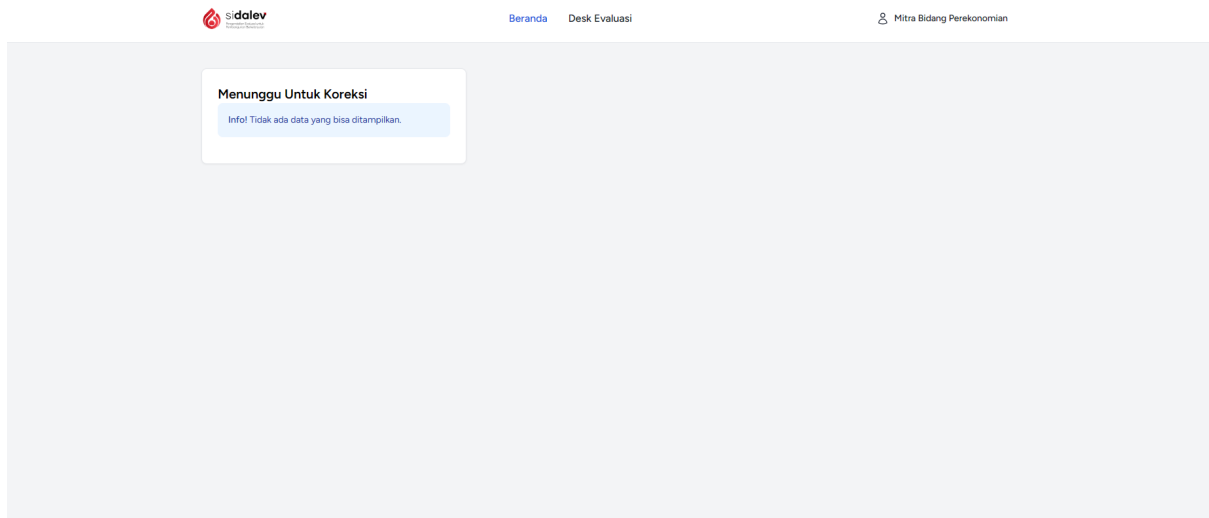 sidalev
Beranda
Desk Evaluasi
Mitra Bidang Perekonomian
Menunggu Untuk Koreksi
Info! Tidak ada data yang bisa ditampilkan.